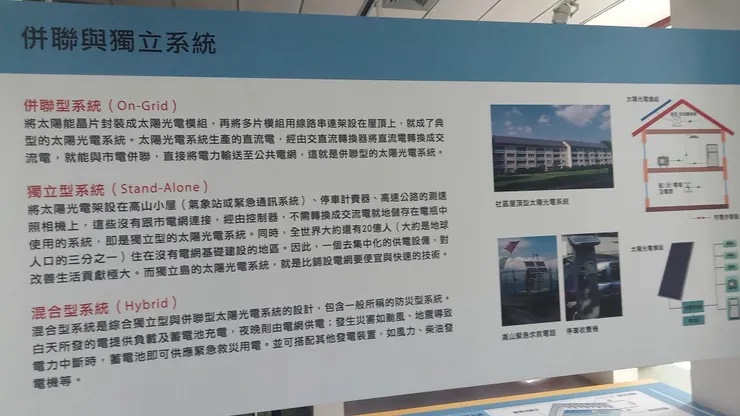 併聯與獨立系統
併聯型系統（On-Grid）
將太陽能晶片封裝成太陽光電模組，再將多片模組用線路串連架設在屋頂上，就成了典
型的太陽光電系統。太陽光電系統生產的直流電，經由交直流轉換器將直流電轉換成交
流電，就能與市電併聯，直接將電力輸送至公共電網，這就是併聯型的太陽光電系統。
獨立型系統（Stand-Alone）
將太陽光電架設在高山小屋（氣象站或緊急通訊系統）、停車計費器、高速公路的測速
照相機上，這些沒有跟市電網連接，經由控制器，不需轉換成交流電就地儲存在電瓶中
使用的系統，即是獨立型的太陽光電系統。同時，全世界大約還有20億人（大約是地球
人口的三分之一）住在沒有電網基礎建設的地區。因此，一個去集中化的供電設備，對
改善生活貢獻極大。而獨立島的太陽光電系統，就是比鋪設電網要便宜與快速的技術。
混合型系統（Hybrid）
混合型系統是綜合獨立型與併聯型太陽光電系統的設計，包含一般所稱的防災型系統。
白天所發的電提供負載及蓄電池充電，夜晚則由電網供電；發生災害如颱風、地震導致
電力中斷時，蓄電池即可供應緊急救災用電。並可搭配其他發電裝置，如風力、柴油發
電機等。
社區屋頂型太陽光電系統
高山緊急求救電話
停車收費機
太陽光電模組
太陽光電模組